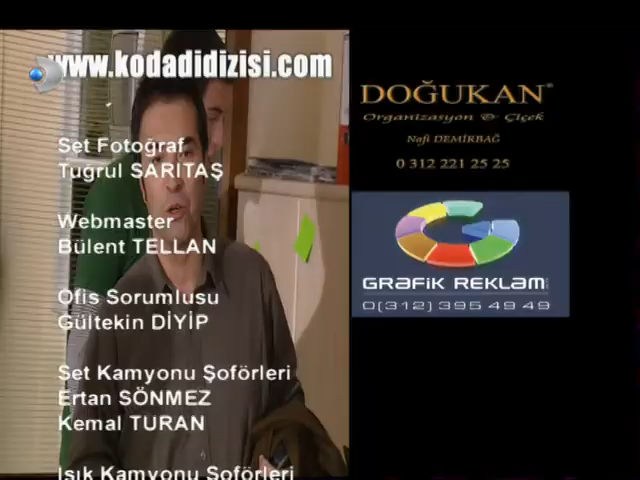 www.kodadidizisi.com
Set Fotoğraf
Tuğrul SARITAŞ
Webmaster
Bülent TELLAN
Ofis Sorumlusu
Gültekin DİYİP
Set Kamyonu Şoförleri
Ertan SÖNMEZ
Kemal TURAN
Işık Kamyonu Şoförleri
DOĞUKAN®
Organizasyon & Çiçek
Nafi DEMİRBAĞ
0 312 221 25 25
GRAFİK REKLAM
0(312) 395 49 49